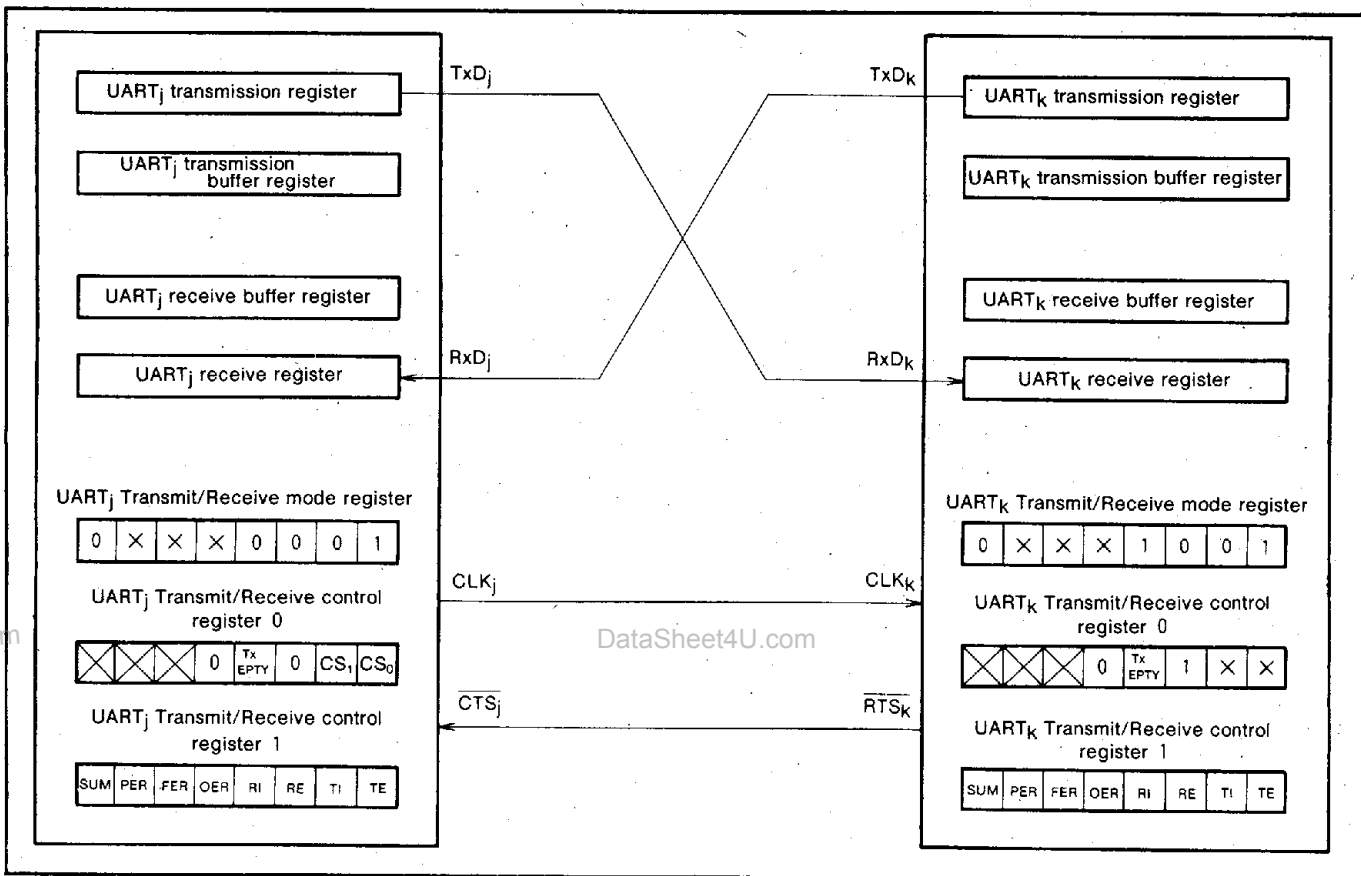 UARTj transmission register
UARTj transmission
buffer register
UARTj receive buffer register
UARTj receive register
UARTj Transmit/Receive mode register
0 × × × 0 0 0 1
UARTj Transmit/Receive control
register 0
0 Tx EPTY 0 CS1 CS0
UARTj Transmit/Receive control
register 1
SUM PER FER OER RI RE TI TE
TxDj
TxDk
RxDj
RxDk
CLKj
CLKk
m
DataSheet4U.com
CTSj
RTSk
UARTk transmission register
UARTk transmission buffer register
UARTk receive buffer register
UARTk receive register
UARTk Transmit/Receive mode register
0 × × × 1 0 0 1
UARTk Transmit/Receive control
register 0
0 Tx EPTY 1 × ×
UARTk Transmit/Receive control
register 1
SUM PER FER OER RI RE TI TE